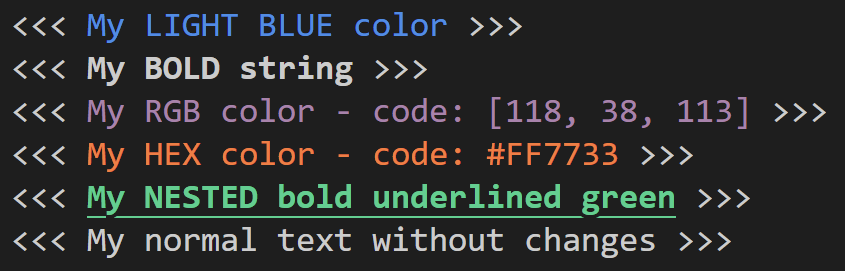 <<< My LIGHT BLUE color >>>
<<< My BOLD string >>>
<<< My RGB color - code: [118, 38, 113] >>>
<<< My HEX color - code: #FF7733 >>>
<<< My NESTED bold underlined green >>>
<<< My normal text without changes >>>